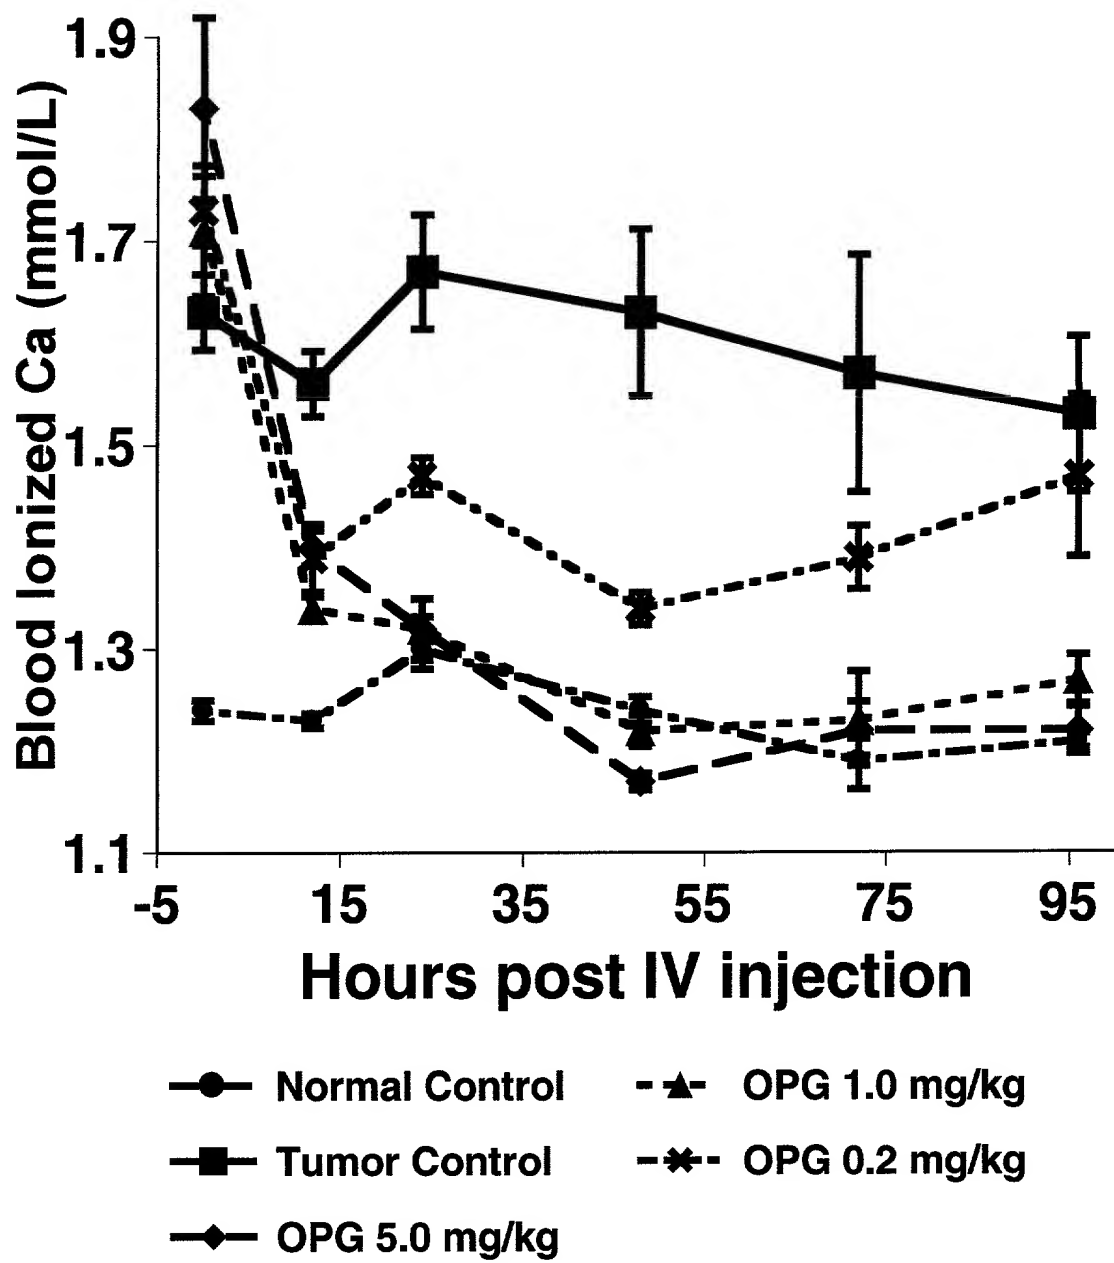 Blood Ionized Ca (mmol/L)
1.9
1.7
1.5
1.3
1.1
-5 15 35 55 75 95
Hours post IV injection
Normal Control
OPG 1.0 mg/kg
Tumor Control
OPG 0.2 mg/kg
OPG 5.0 mg/kg